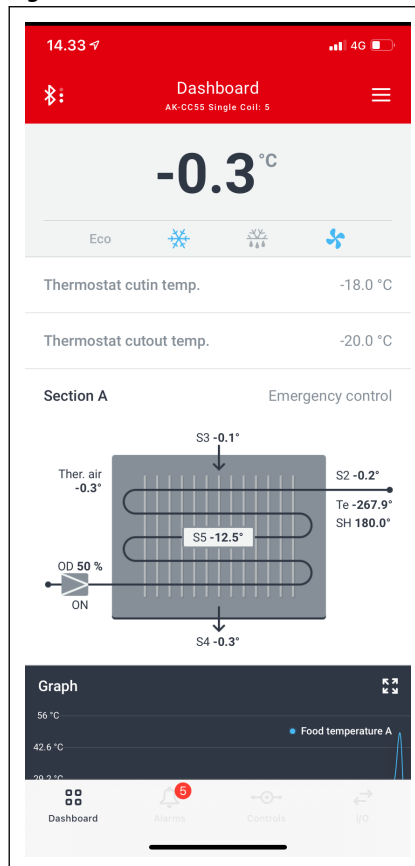 14.33 4G
Dashboard
AK-CC55 Single Coil: 5
-0.3 °C
Eco
Thermostat cutin temp. -18.0 °C
Thermostat cutout temp. -20.0 °C
Section A Emergency control
S3 -0.1°
Ther. air
-0.3°
S2 -0.2°
Te -267.9°
SH 180.0°
S5 -12.5°
OD 50 %
ON
S4 -0.3°
Graph
56 °C
Food temperature A
42.6 °C
29.2 °C
5
Dashboard Alarms Controls I/O